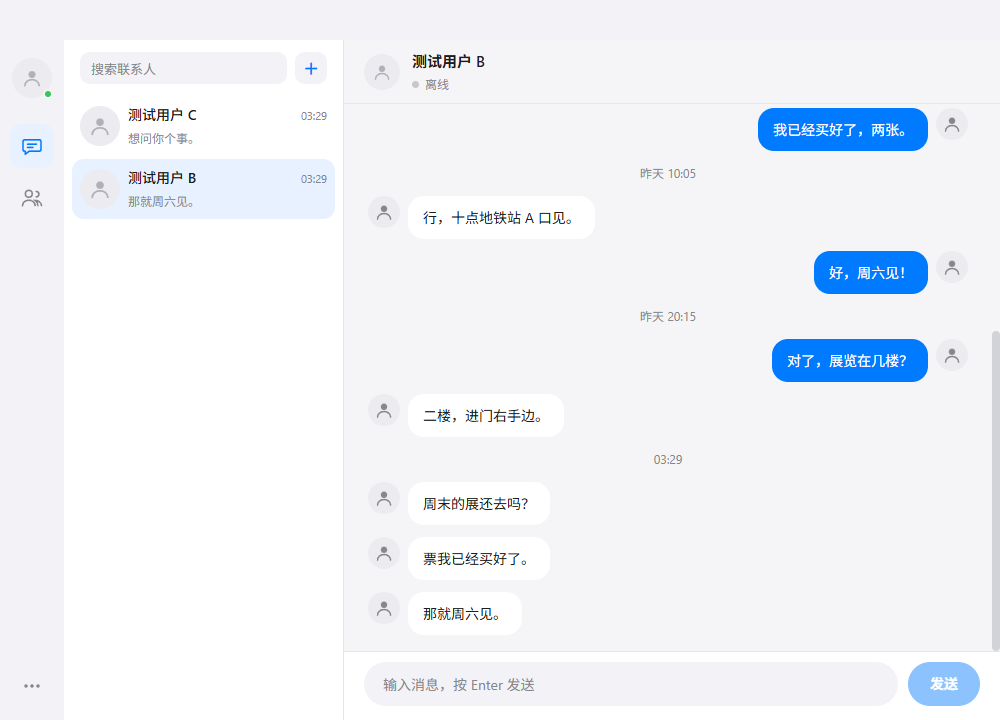 搜索联系人
测试用户 C
03:29
想问你个事。
测试用户 B
03:29
那就周六见。
测试用户 B
离线
我已经买好了，两张。
昨天 10:05
行，十点地铁站 A 口见。
好，周六见！
昨天 20:15
对了，展览在几楼？
二楼，进门右手边。
03:29
周末的展还去吗？
票我已经买好了。
那就周六见。
输入消息，按 Enter 发送
发送